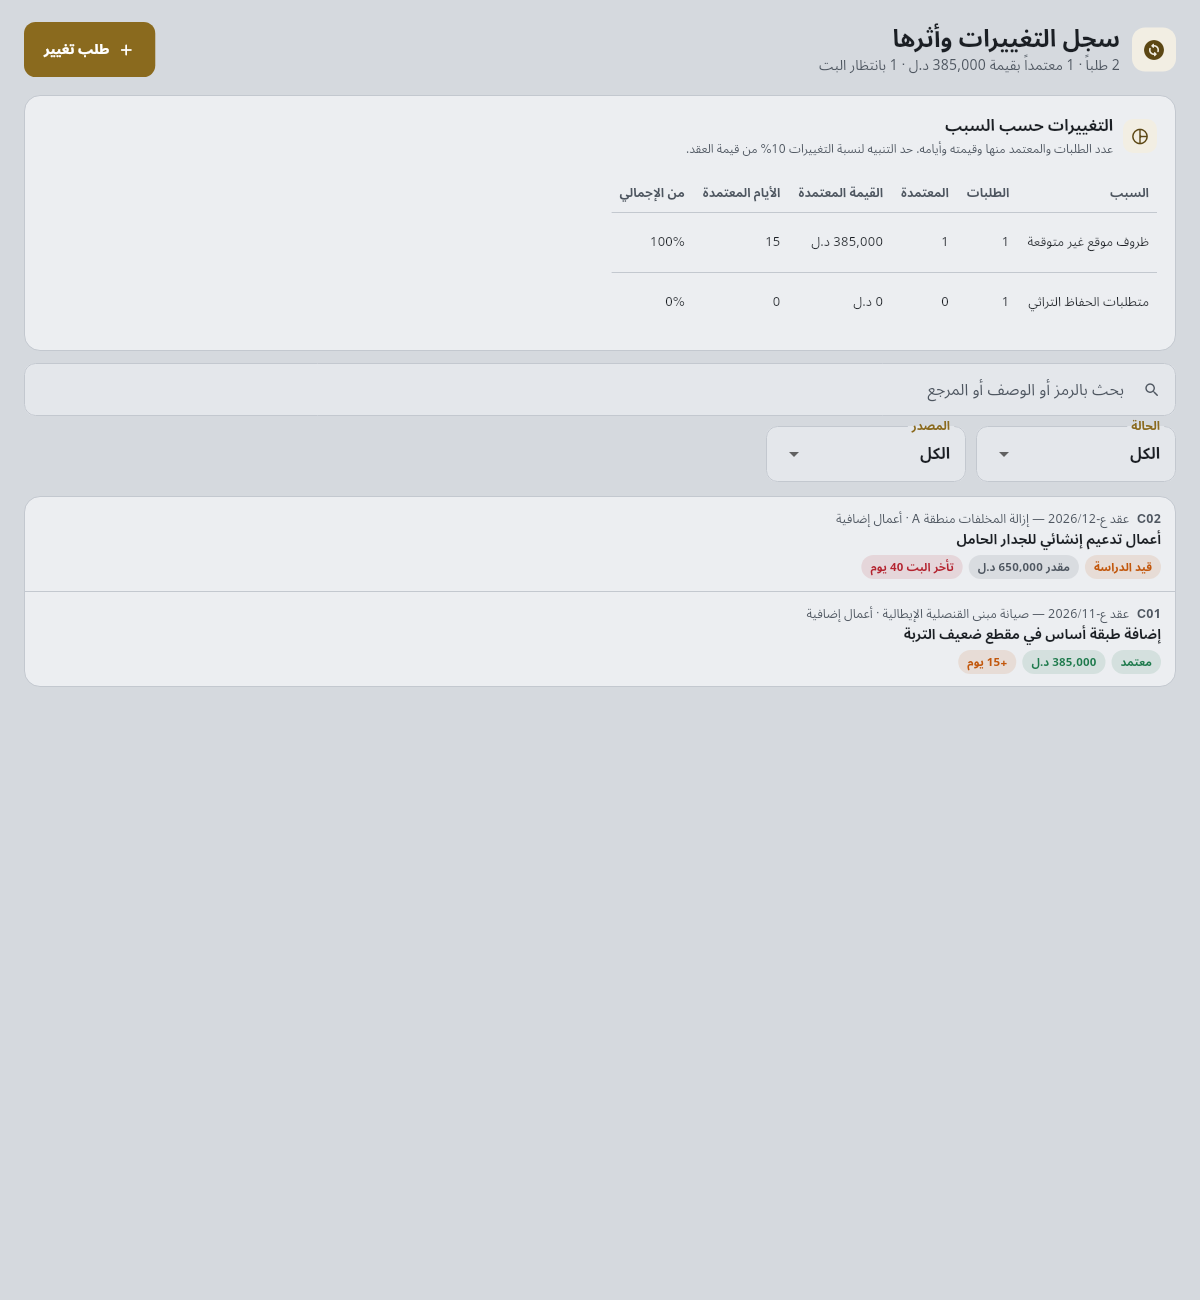 سجل التغييرات وأثرها
2 طلباً · 1 معتمداً بقيمة 385,000 د.ل · 1 بانتظار البت
+ طلب تغيير
التغييرات حسب السبب
عدد الطلبات والمعتمد منها وقيمته وأيامه. حد التنبيه لنسبة التغييرات 10% من قيمة العقد.
السبب الطلبات المعتمدة القيمة المعتمدة الأيام المعتمدة من الإجمالي
ظروف موقع غير متوقعة 1 1 385,000 د.ل 15 100%
متطلبات الحفاظ التراثي 1 0 0 د.ل 0 0%
بحث بالرمز أو الوصف أو المرجع
الحالة المصدر
الكل الكل
C02 عقد ع-2026/12 — إزالة المخلفات منطقة A · أعمال إضافية
أعمال تدعيم إنشائي للجدار الحامل
قيد الدراسة مقدر 650,000 د.ل تأخر البت 40 يوم
C01 عقد ع-2026/11 — صيانة مبنى القنصلية الإيطالية · أعمال إضافية
إضافة طبقة أساس في مقطع ضعيف التربة
معتمد 385,000 د.ل +15 يوم